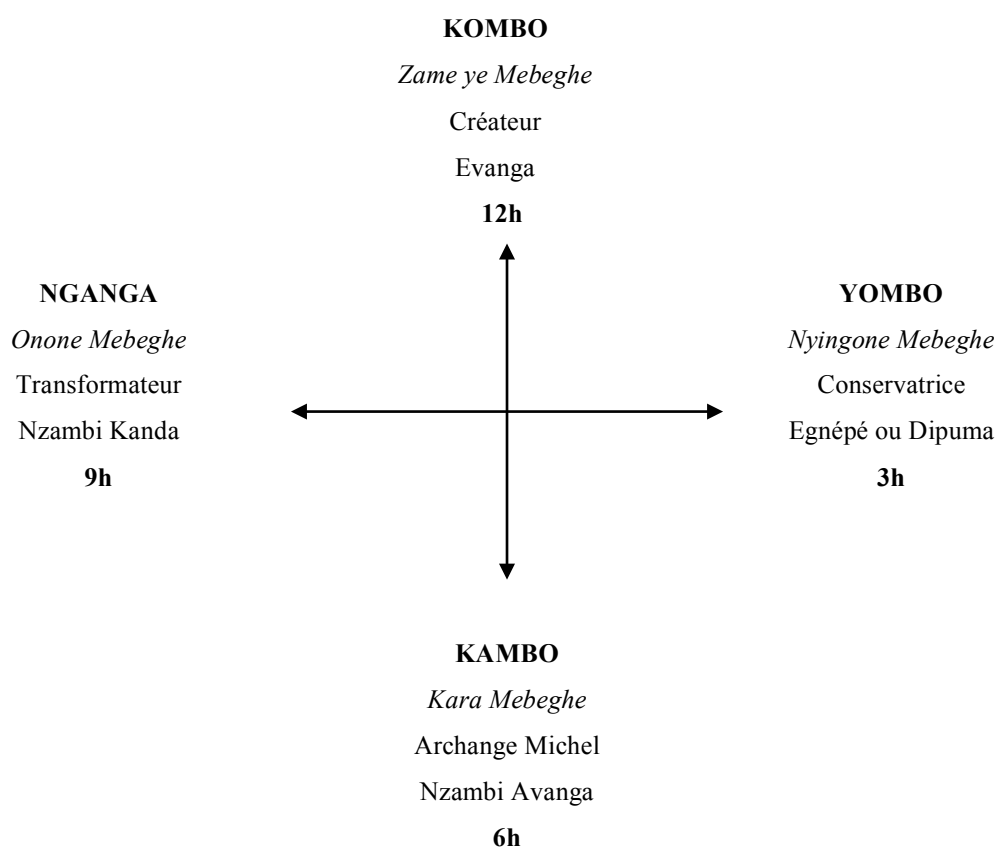 KOMBO
Zame ye Mebeghe
Créateur
Evanga
12h
NGANGA
Onone Mebeghe
Transformateur
Nzambi Kanda
9h
YOMBO
Nyingone Mebeghe
Conservatrice
Egnépé ou Dipuma
3h
KAMBO
Kara Mebeghe
Archange Michel
Nzambi Avanga
6h